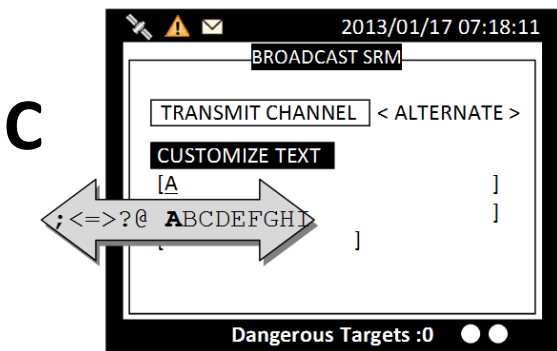 2013/01/17 07:18:11
BROADCAST SRM
C
TRANSMIT CHANNEL < ALTERNATE >
CUSTOMIZE TEXT
[A ]
;<=>?@ ABCDEFGHI ]
[ ]
Dangerous Targets :0